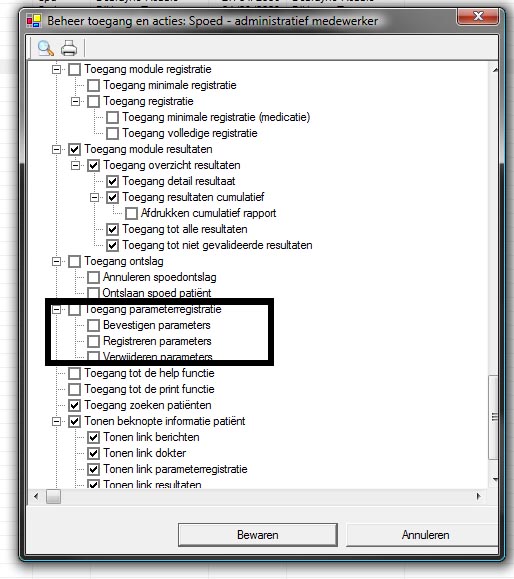 Beheer toegang en acties: Spoed - administratief medewerker
Toegang module registratie
Toegang minimale registratie
Toegang registratie
Toegang minimale registratie (medicatie)
Toegang volledige registratie
Toegang module resultaten
Toegang overzicht resultaten
Toegang detail resultaat
Toegang resultaten cumulatief
Afdrukken cumulatief rapport
Toegang tot alle resultaten
Toegang tot niet gevalideerde resultaten
Toegang ontslag
Annuleren spoedontslag
Ontslaan spoed patiënt
Toegang parameterregistratie
Bevestigen parameters
Registreren parameters
Verwijderen parameters
Toegang tot de help functie
Toegang tot de print functie
Toegang zoeken patiënten
Tonen beknopte informatie patiënt
Tonen link berichten
Tonen link dokter
Tonen link parameterregistratie
Tonen link resultaten
Bewaren Annuleren